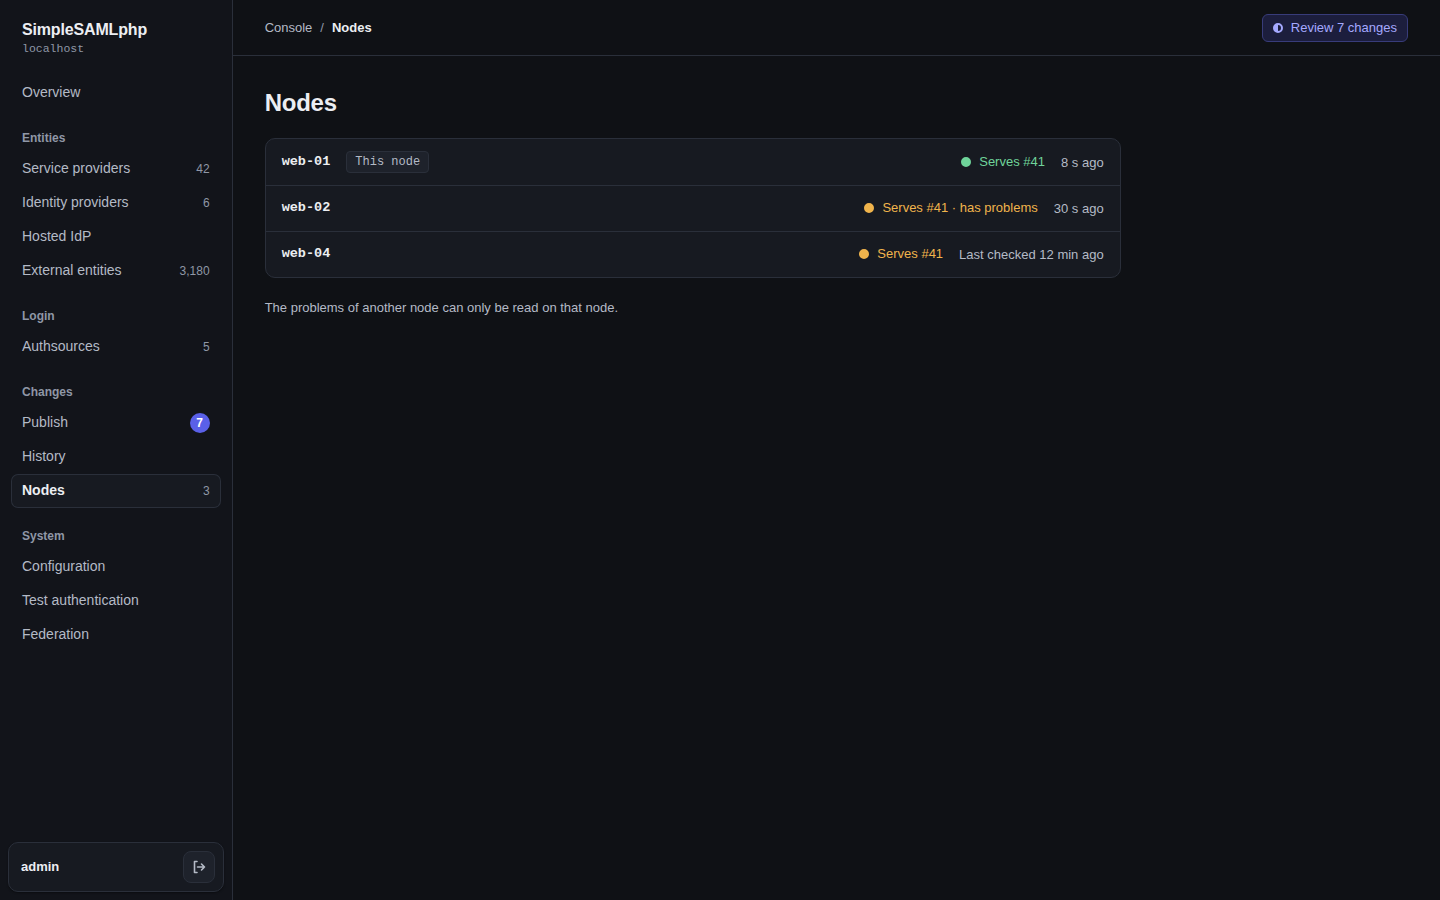 SimpleSAMLphp
localhost
Overview
Entities
Service providers 42
Identity providers 6
Hosted IdP
External entities 3,180
Login
Authsources 5
Changes
Publish 7
History
Nodes 3
System
Configuration
Test authentication
Federation
admin
Console / Nodes
Review 7 changes
Nodes
web-01 This node Serves #41 8 s ago
web-02 Serves #41 · has problems 30 s ago
web-04 Serves #41 Last checked 12 min ago
The problems of another node can only be read on that node.